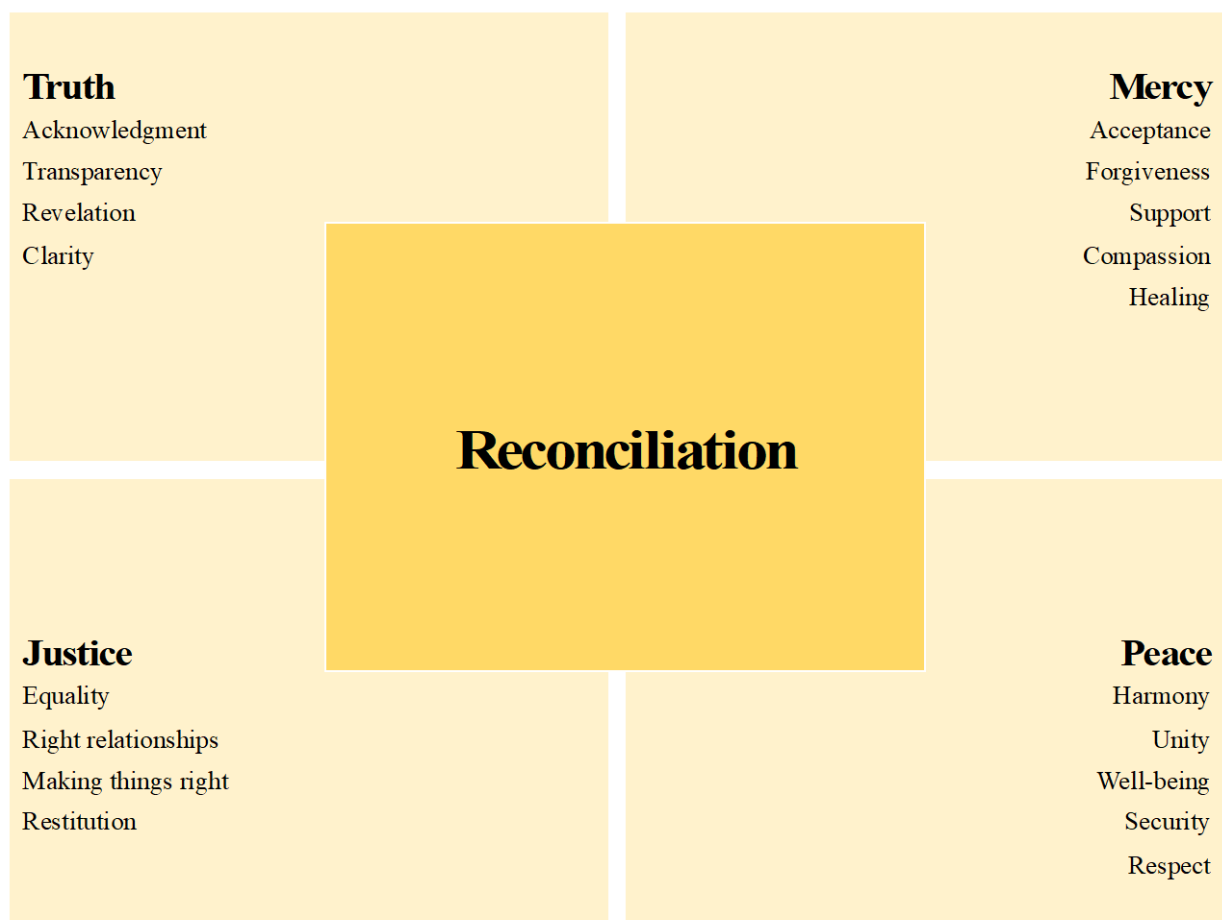 Truth
Acknowledgment
Transparency
Revelation
Clarity
Mercy
Acceptance
Forgiveness
Support
Compassion
Healing
Reconciliation
Justice
Equality
Right relationships
Making things right
Restitution
Peace
Harmony
Unity
Well-being
Security
Respect